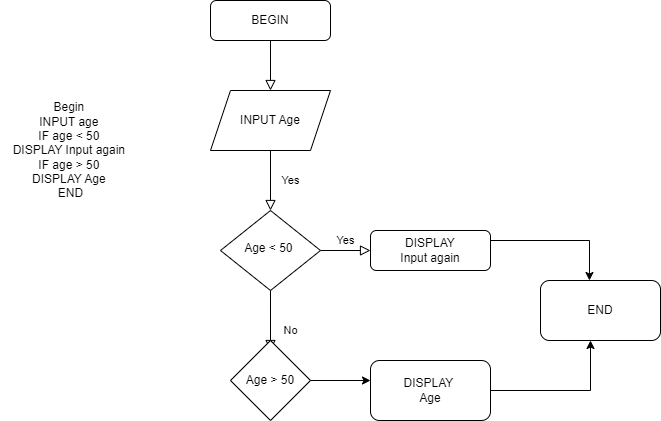 BEGIN
Begin
INPUT age
IF age < 50
DISPLAY Input again
IF age > 50
DISPLAY Age
END
INPUT Age
Yes
Age < 50
Yes
DISPLAY
Input again
END
No
Age > 50
DISPLAY
Age